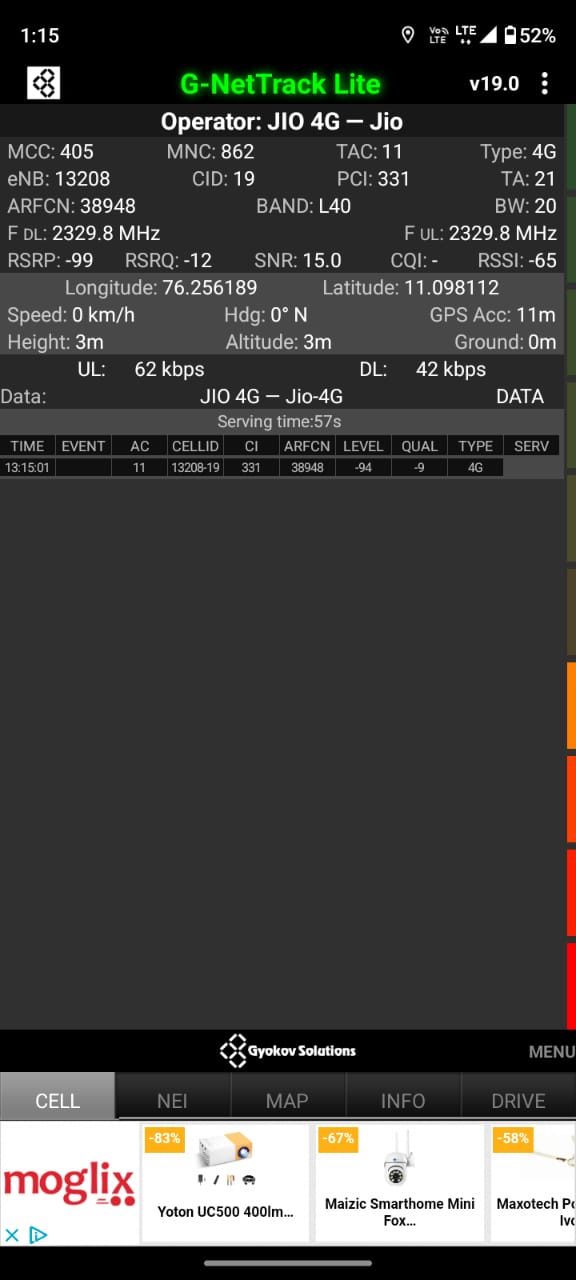 1:15 Vo LTE LTE 52%
G-NetTrack Lite v19.0
Operator: JIO 4G — Jio
MCC: 405 MNC: 862 TAC: 11 Type: 4G
eNB: 13208 CID: 19 PCI: 331 TA: 21
ARFCN: 38948 BAND: L40 BW: 20
F DL: 2329.8 MHz F UL: 2329.8 MHz
RSRP: -99 RSRQ: -12 SNR: 15.0 CQI: - RSSI: -65
Longitude: 76.256189 Latitude: 11.098112
Speed: 0 km/h Hdg: 0° N GPS Acc: 11m
Height: 3m Altitude: 3m Ground: 0m
UL: 62 kbps DL: 42 kbps
Data: JIO 4G — Jio-4G DATA
Serving time:57s
TIME EVENT AC CELLID CI ARFCN LEVEL QUAL TYPE SERV
13:15:01 11 13208-19 331 38948 -94 -9 4G
Gyokov Solutions MENU
CELL NEI MAP INFO DRIVE
moglix
-83% -67% -58%
Yoton UC500 400lm...
Maizic Smarthome Mini
Fox...
Maxotech